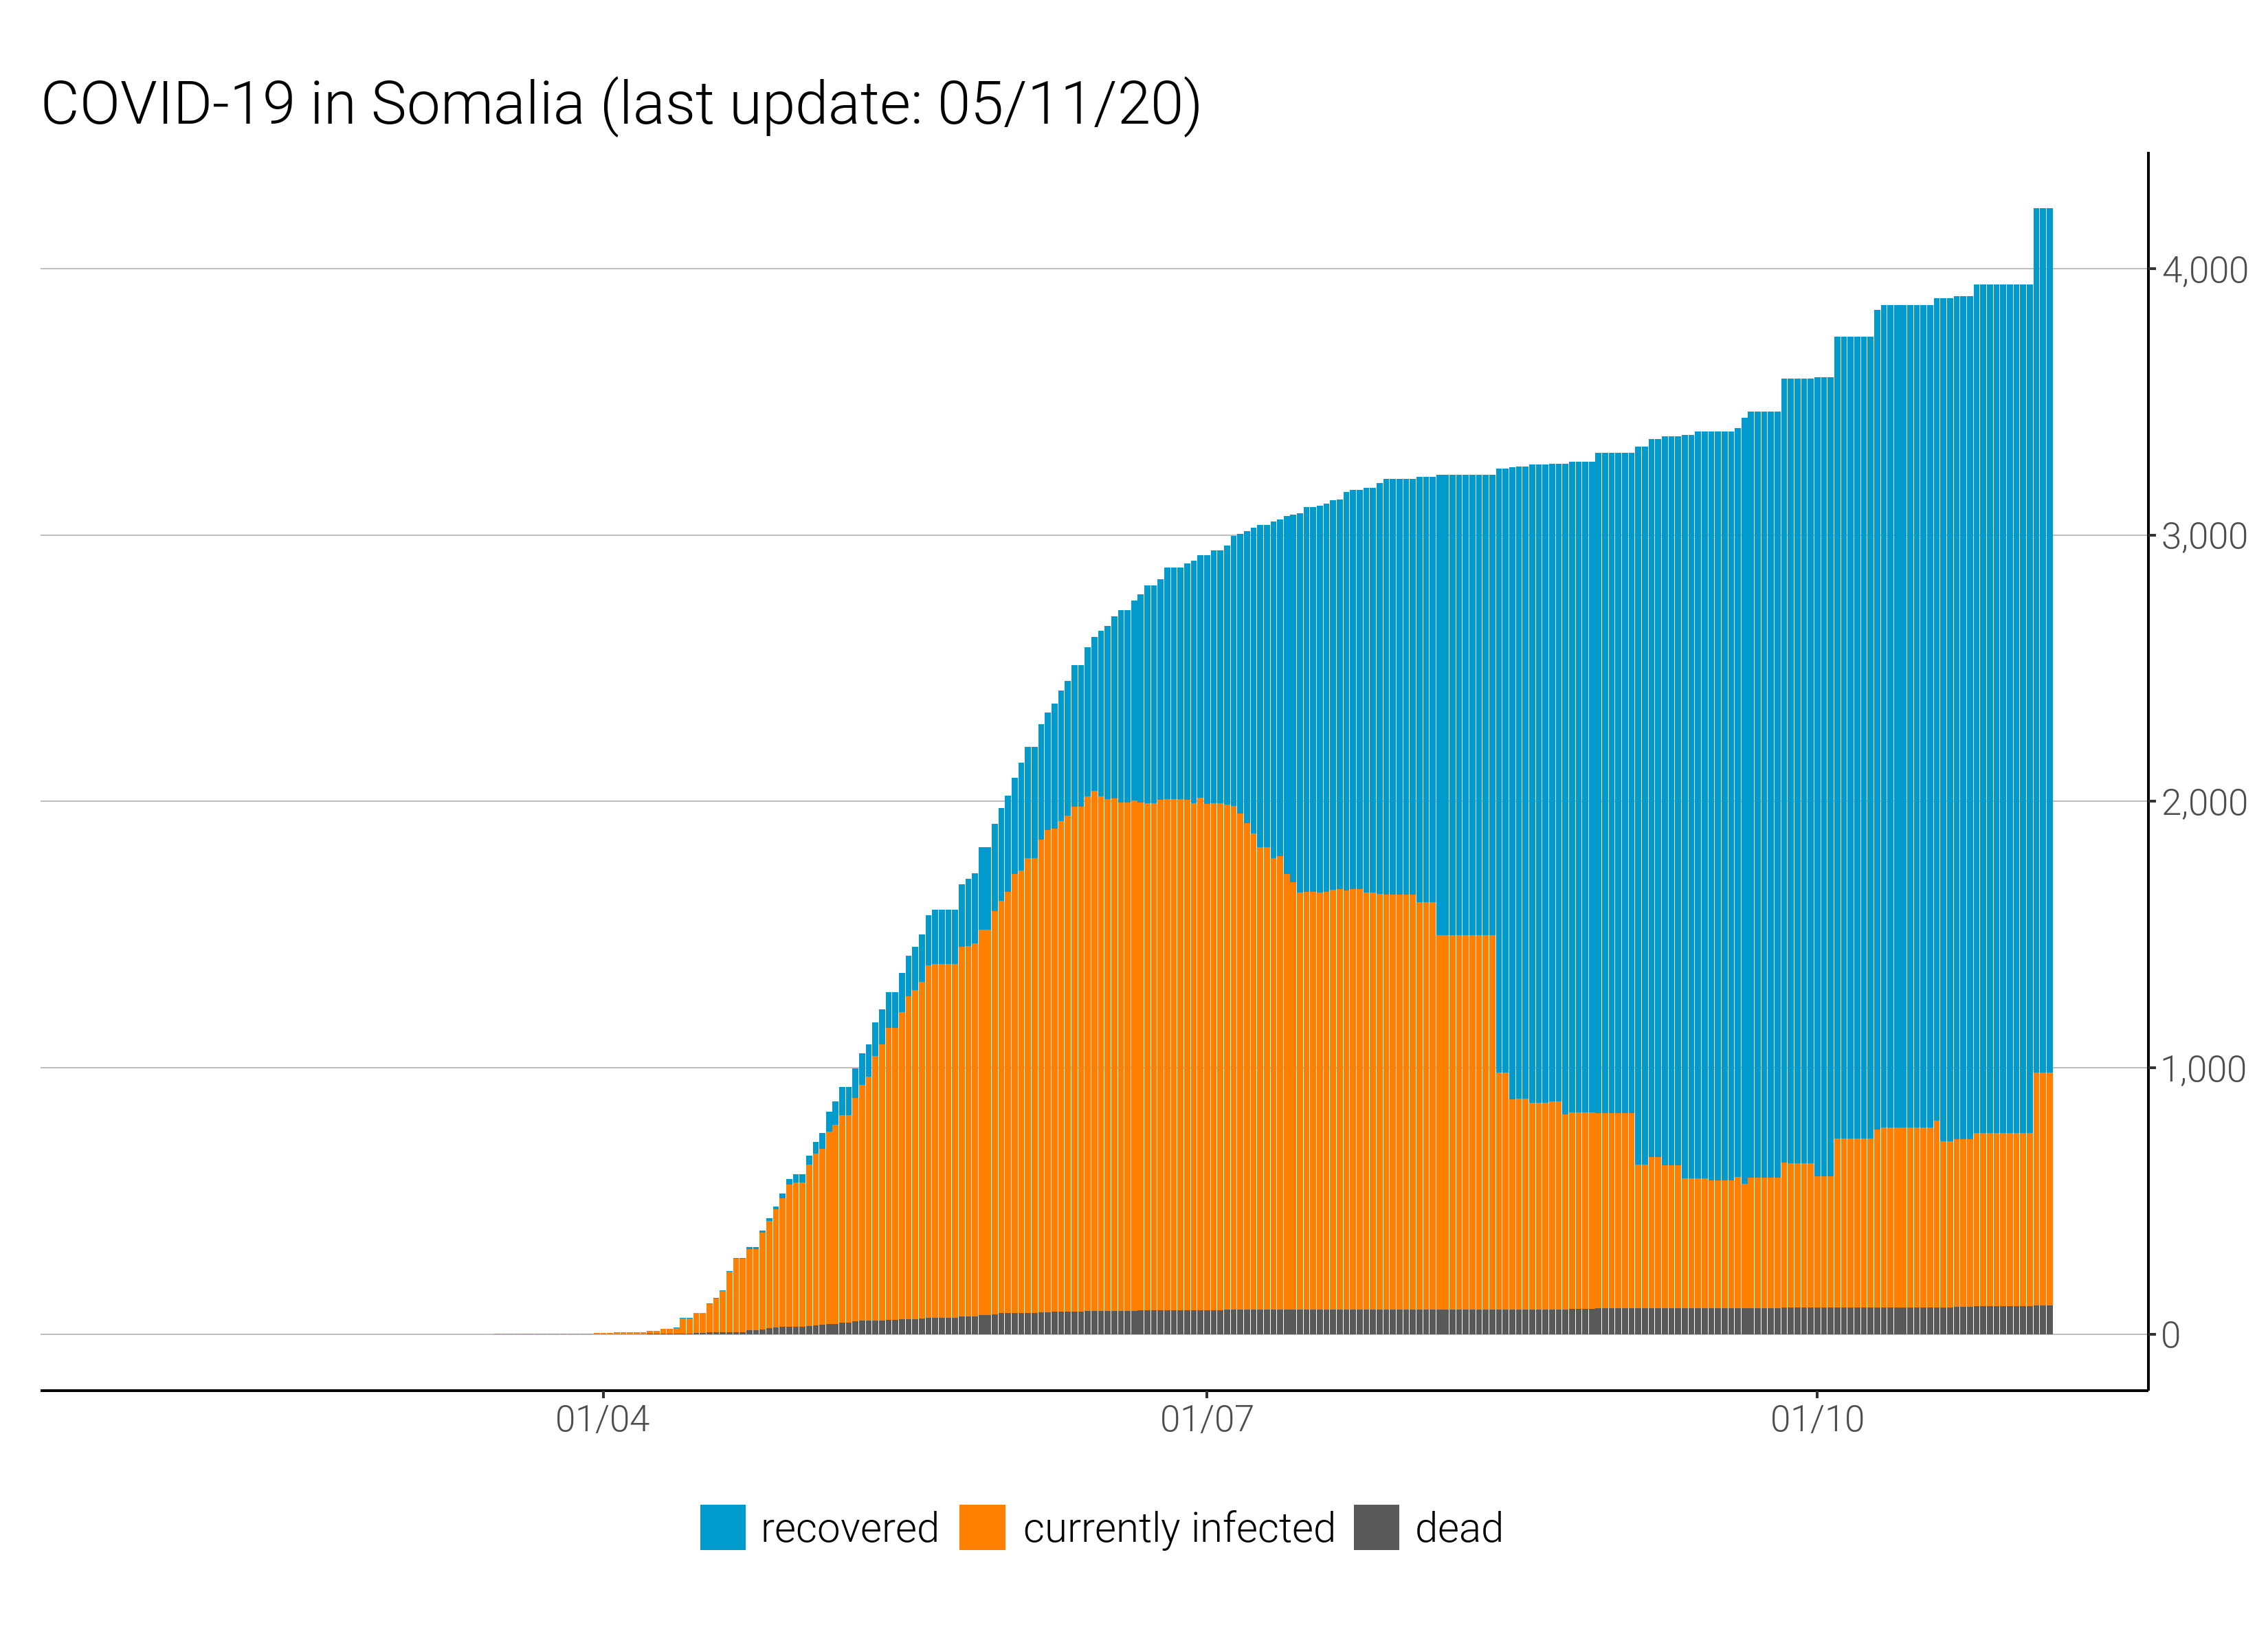 COVID-19 in Somalia (last update: 05/11/20)
4,000
3,000
2,000
1,000
0
01/04 01/07 01/10
recovered currently infected dead